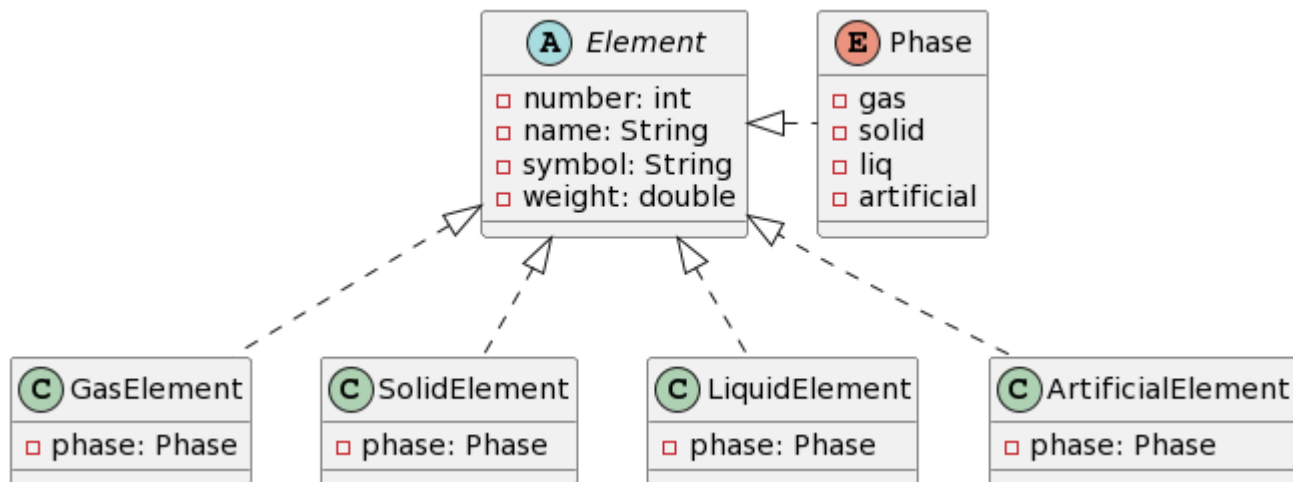 A Element
number: int
name: String
symbol: String
weight: double
E Phase
gas
solid
liq
artificial
C GasElement
phase: Phase
C SolidElement
phase: Phase
C LiquidElement
phase: Phase
C ArtificialElement
phase: Phase